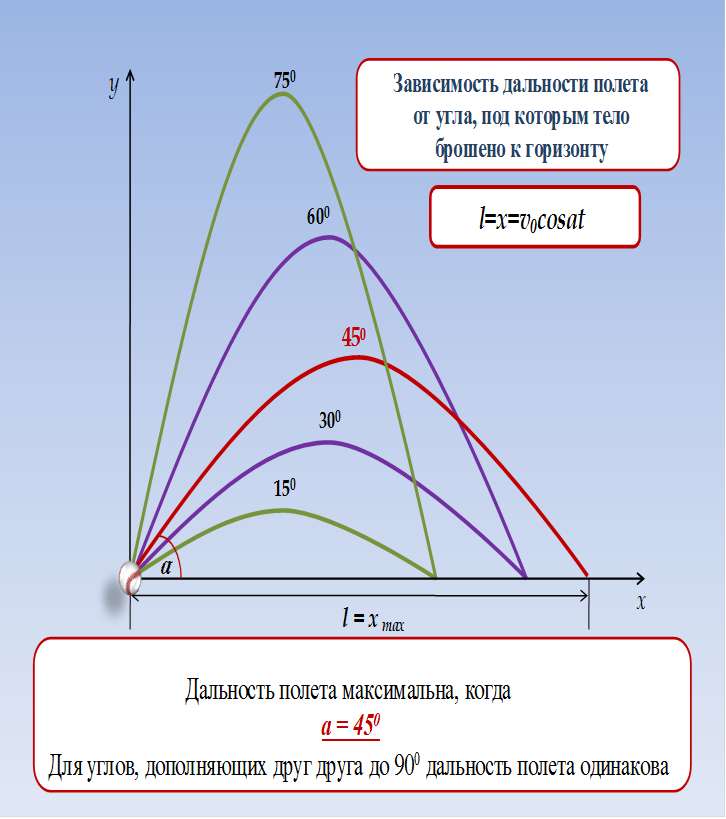 y
75⁰
Зависимость дальности полета
от угла, под которым тело
брошено к горизонту
60⁰
l=x=v₀cosat
45⁰
30⁰
15⁰
a
x
l = x max
Дальность полета максимальна, когда
a = 45⁰
Для углов, дополняющих друг друга до 90⁰ дальность полета одинакова